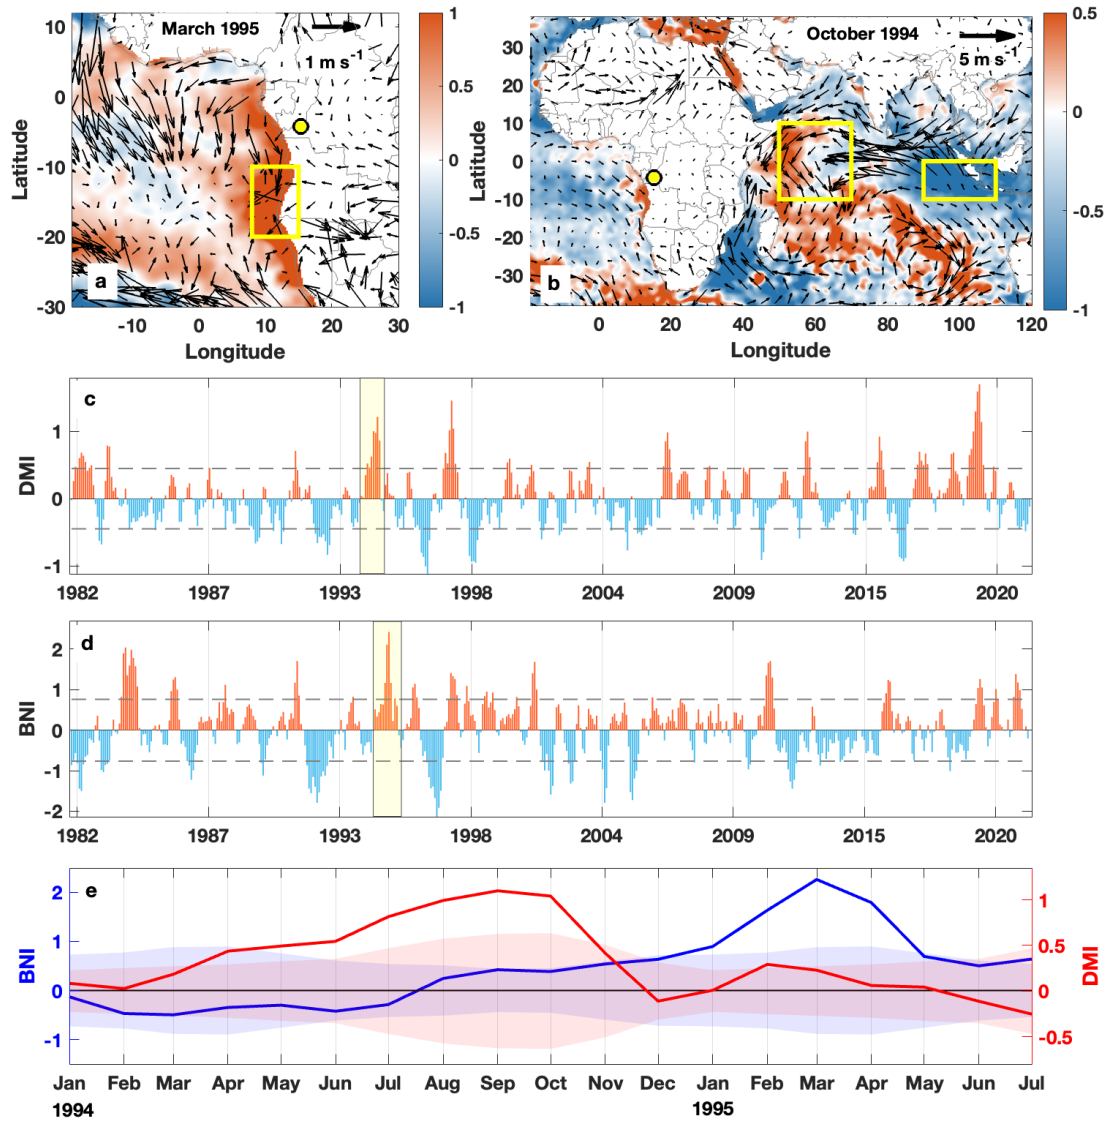 March 1995
1 m s⁻¹
Latitude
10
0
-10
-20
-30
a
-10
0
10
20
30
Longitude
1
0.5
0
-0.5
-1
October 1994
5 m s⁻¹
Latitude
30
20
10
0
-10
-20
-30
b
0
20
40
60
80
100
120
Longitude
0.5
0
-0.5
-1
c
DMI
1
0
-1
1982
1987
1993
1998
2004
2009
2015
2020
d
BNI
2
1
0
-1
-2
1982
1987
1993
1998
2004
2009
2015
2020
e
BNI
2
1
0
-1
1
0.5
0
-0.5
DMI
Jan
Feb
Mar
Apr
May
Jun
Jul
Aug
Sep
Oct
Nov
Dec
Jan
Feb
Mar
Apr
May
Jun
Jul
1994
1995